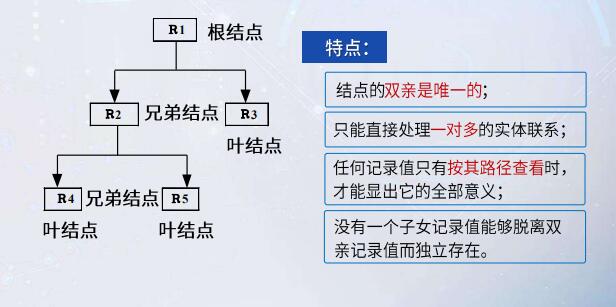 R1 根结点
特点：
结点的双亲是唯一的；
R2 兄弟结点 R3
叶结点
只能直接处理一对多的实体联系；
任何记录值只有按其路径查看时，
才能显出它的全部意义；
R4 兄弟结点 R5
叶结点 叶结点
没有一个子女记录值能够脱离双
亲记录值而独立存在。